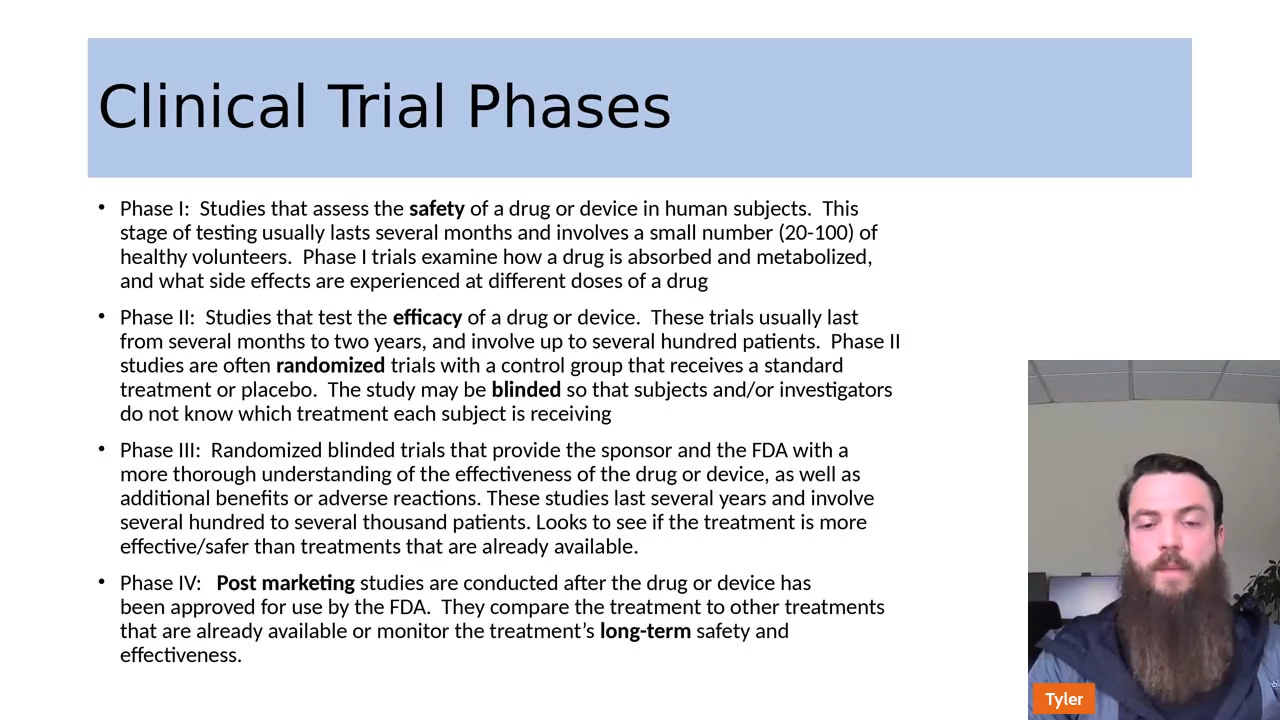 Clinical Trial Phases
• Phase I:  Studies that assess the safety of a drug or device in human subjects.  This
stage of testing usually lasts several months and involves a small number (20-100) of
healthy volunteers.  Phase I trials examine how a drug is absorbed and metabolized,
and what side effects are experienced at different doses of a drug
• Phase II:  Studies that test the efficacy of a drug or device.  These trials usually last
from several months to two years, and involve up to several hundred patients.  Phase II
studies are often randomized trials with a control group that receives a standard
treatment or placebo.  The study may be blinded so that subjects and/or investigators
do not know which treatment each subject is receiving
• Phase III:  Randomized blinded trials that provide the sponsor and the FDA with a
more thorough understanding of the effectiveness of the drug or device, as well as
additional benefits or adverse reactions. These studies last several years and involve
several hundred to several thousand patients. Looks to see if the treatment is more
effective/safer than treatments that are already available.
• Phase IV:   Post marketing studies are conducted after the drug or device has
been approved for use by the FDA.  They compare the treatment to other treatments
that are already available or monitor the treatment’s long-term safety and
effectiveness.
Tyler